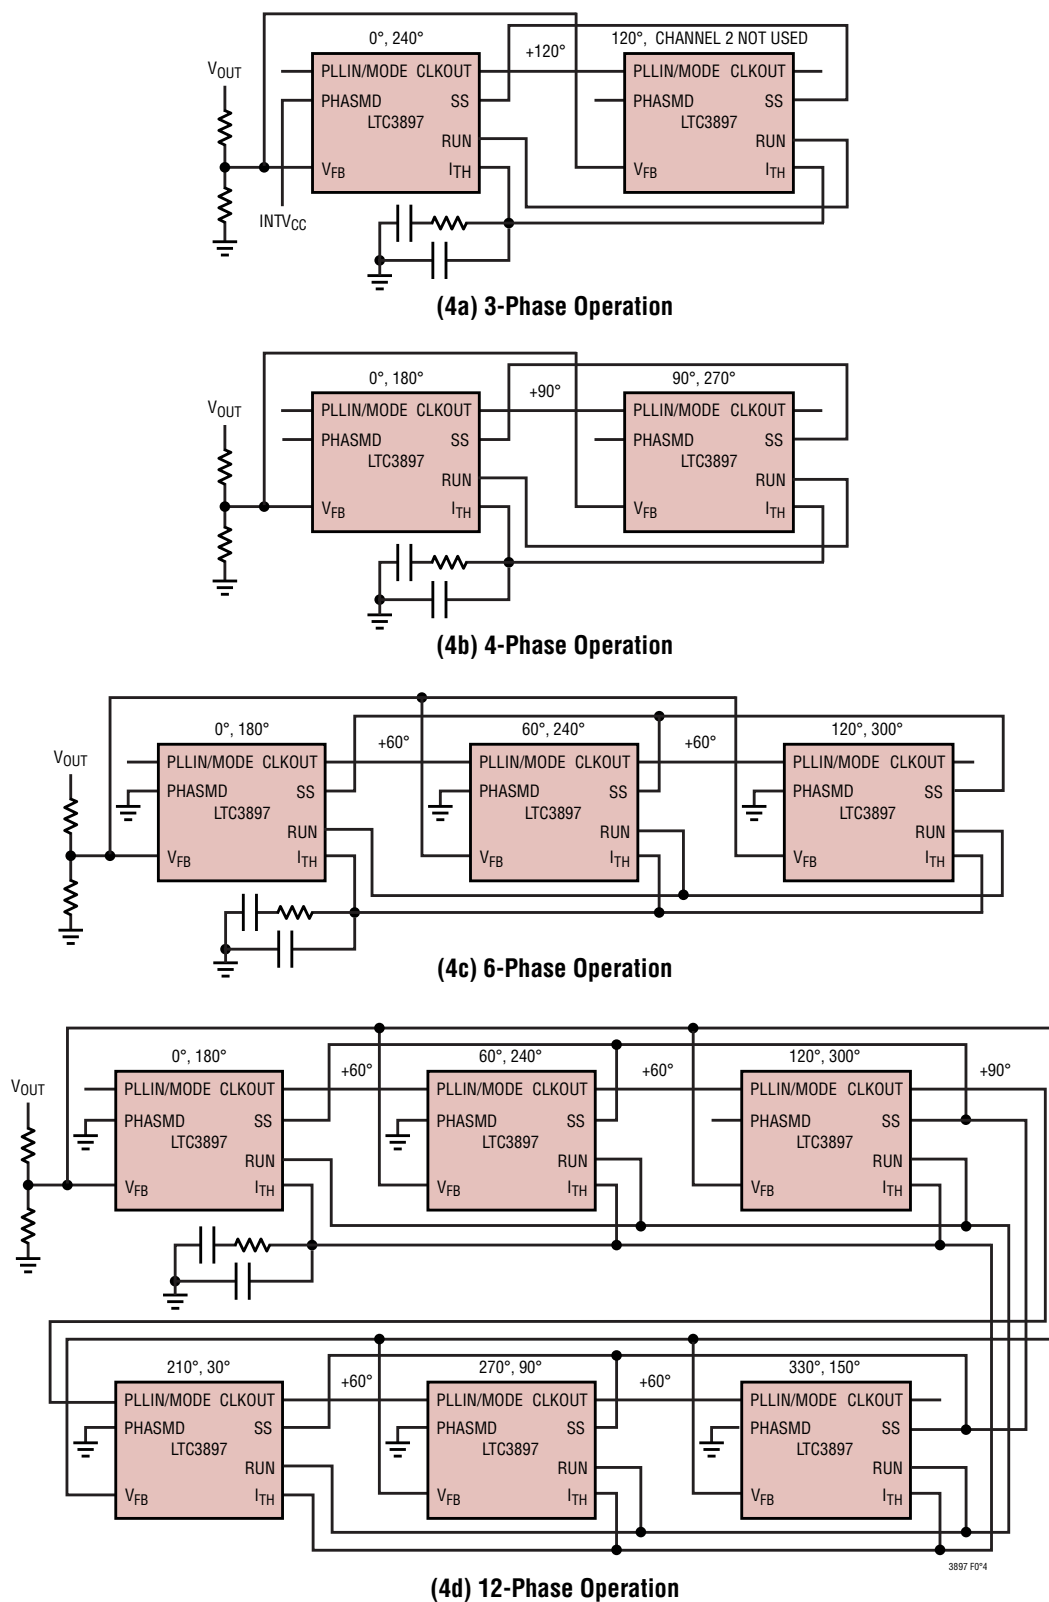 0°, 240°
+120°
120°, CHANNEL 2 NOT USED
VOUT
PLLIN/MODE CLKOUT
PHASMD SS
LTC3897
RUN
VFB ITH
INTVCC
PLLIN/MODE CLKOUT
PHASMD SS
LTC3897
RUN
ITH
(4a) 3-Phase Operation
0°, 180°
+90°
90°, 270°
VOUT
PLLIN/MODE CLKOUT
PHASMD SS
LTC3897
RUN
VFB ITH
PLLIN/MODE CLKOUT
PHASMD SS
LTC3897
RUN
VFB ITH
(4b) 4-Phase Operation
0°, 180°
+60°
60°, 240°
+60°
120°, 300°
VOUT
PLLIN/MODE CLKOUT
PHASMD SS
LTC3897
RUN
VFB ITH
PLLIN/MODE CLKOUT
PHASMD SS
LTC3897
RUN
VFB ITH
PLLIN/MODE CLKOUT
PHASMD SS
LTC3897
RUN
VFB ITH
(4c) 6-Phase Operation
0°, 180°
+60°
60°, 240°
+60°
120°, 300°
+90°
VOUT
PLLIN/MODE CLKOUT
PHASMD SS
LTC3897
RUN
VFB ITH
PLLIN/MODE CLKOUT
PHASMD SS
LTC3897
RUN
VFB ITH
PLLIN/MODE CLKOUT
PHASMD SS
LTC3897
RUN
VFB ITH
210°, 30°
+60°
270°, 90°
+60°
330°, 150°
PLLIN/MODE CLKOUT
PHASMD SS
LTC3897
RUN
VFB ITH
PLLIN/MODE CLKOUT
PHASMD SS
LTC3897
RUN
VFB ITH
PLLIN/MODE CLKOUT
PHASMD SS
LTC3897
RUN
VFB ITH
3897 F0°4
(4d) 12-Phase Operation